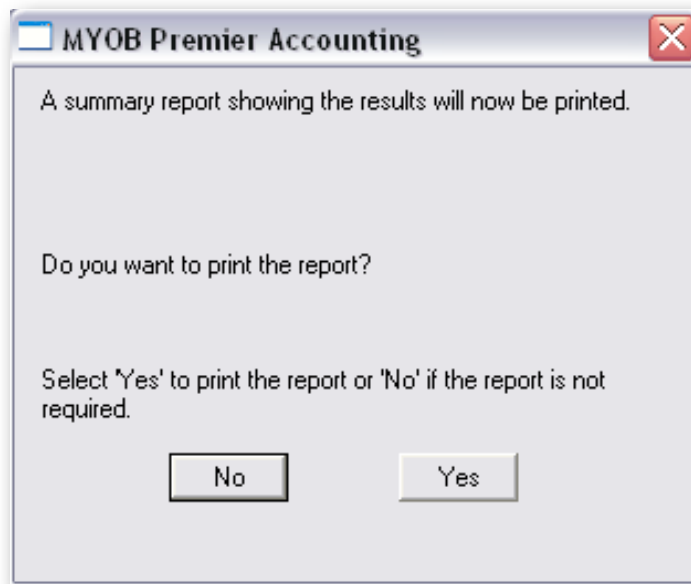 MYOB Premier Accounting
A summary report showing the results will now be printed.
Do you want to print the report?
Select 'Yes' to print the report or 'No' if the report is not
required.
No
Yes